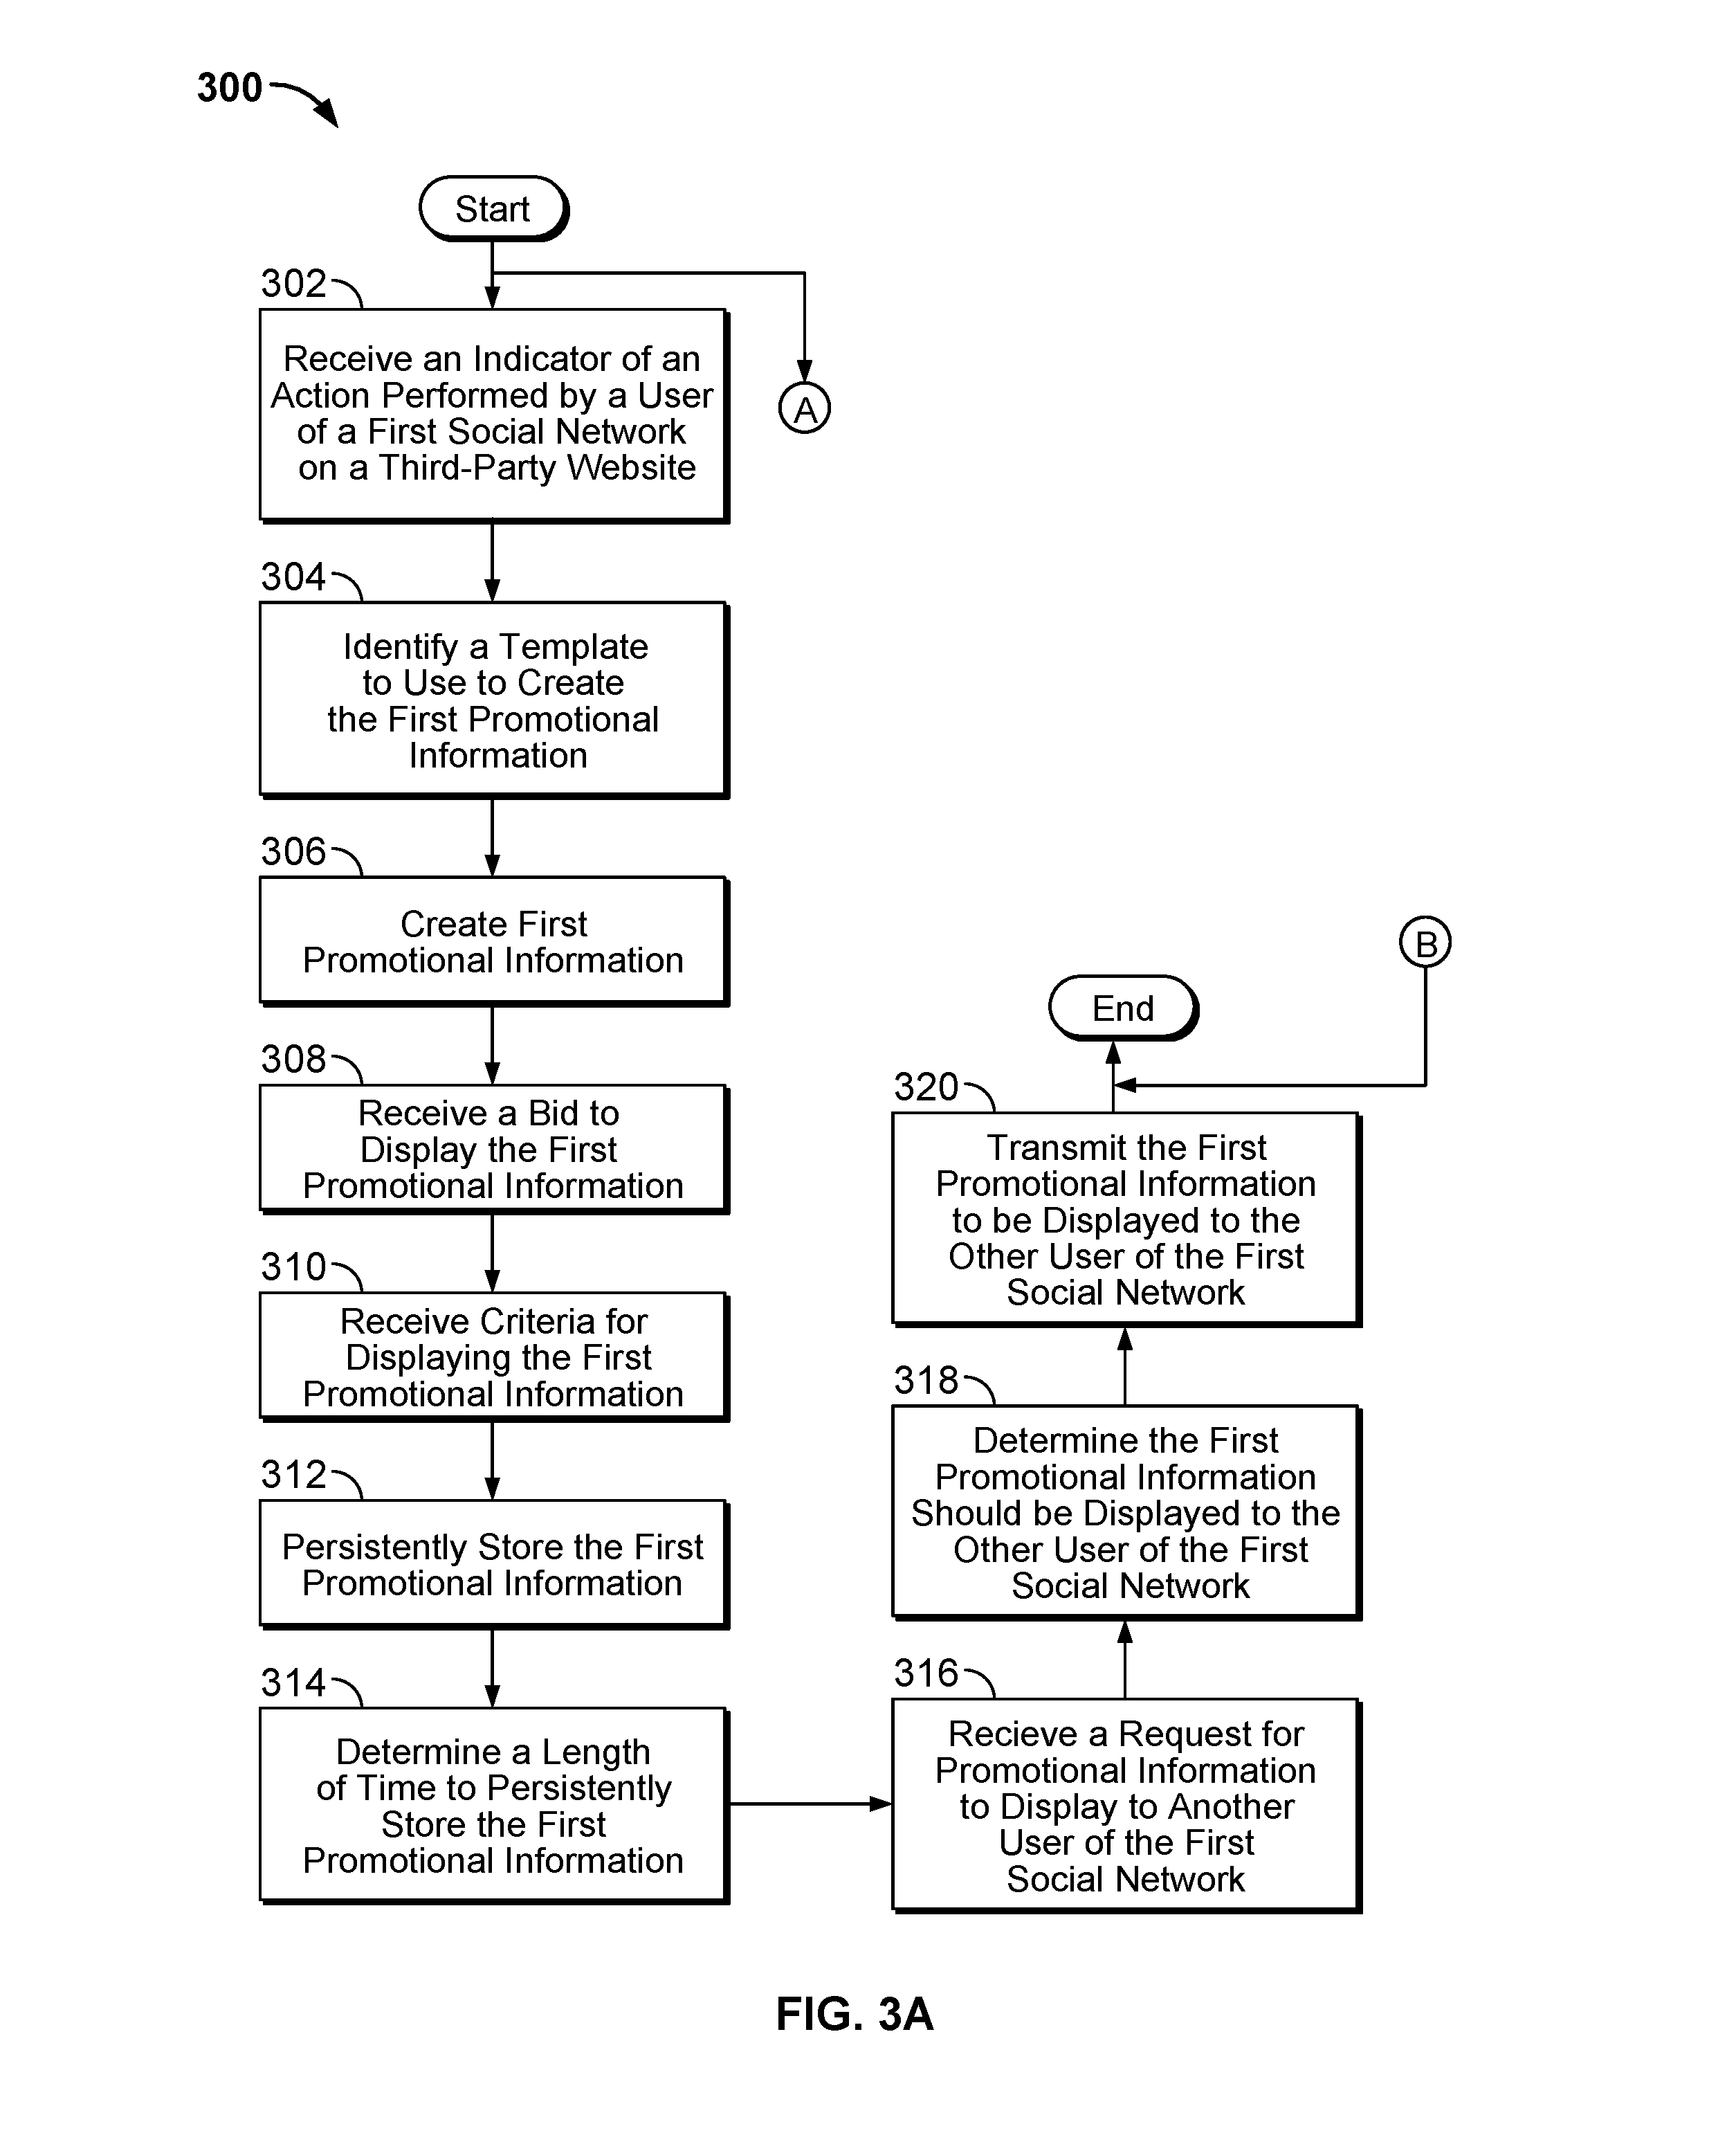 300
Start
302
Receive an Indicator of an
Action Performed by a User
of a First Social Network
on a Third-Party Website
A
304
Identify a Template
to Use to Create
the First Promotional
Information
306
Create First
Promotional Information
308
Receive a Bid to
Display the First
Promotional Information
310
Receive Criteria for
Displaying the First
Promotional Information
312
Persistently Store the First
Promotional Information
314
Determine a Length
of Time to Persistently
Store the First
Promotional Information
316
Recieve a Request for
Promotional Information
to Display to Another
User of the First
Social Network
318
Determine the First
Promotional Information
Should be Displayed to the
Other User of the First
Social Network
320
Transmit the First
Promotional Information
to be Displayed to the
Other User of the First
Social Network
B
End
FIG. 3A